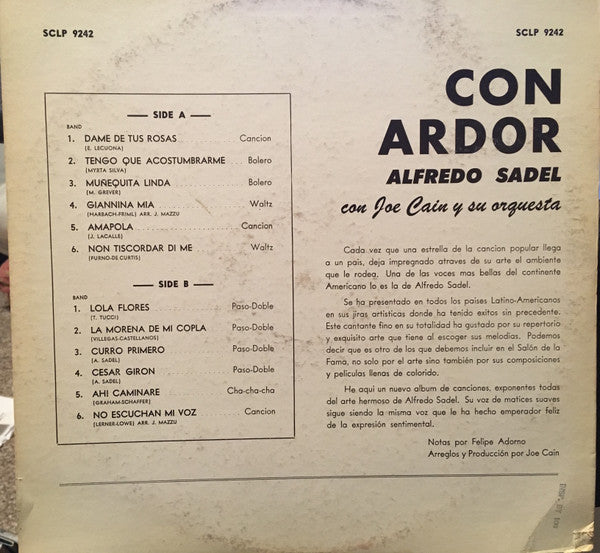 SCLP 9242
SCLP 9242
CON
ARDOR
ALFREDO SADEL
con Joe Cain y su orquesta
SIDE A
BAND
1. DAME DE TUS ROSAS Cancion
(E. LECUONA)
2. TENGO QUE ACOSTUMBRARME Bolero
(MYRTA SILVA)
3. MUÑEQUITA LINDA Bolero
(M. GREVER)
4. GIANNINA MIA Waltz
(HARBACH-FRIML) ARR. J. MAZZU
5. AMAPOLA Cancion
(J. LACALLE)
6. NON TISCORDAR DI ME Waltz
(FURNO-DE CURTIS)
SIDE B
BAND
1. LOLA FLORES Paso-Doble
(T. TUCCI)
2. LA MORENA DE MI COPLA Paso-Doble
(VILLEGAS-CASTELLANOS)
3. CURRO PRIMERO Paso-Doble
(A. SADEL)
4. CESAR GIRON Paso-Doble
(A. SADEL)
5. AH! CAMINARE Cha-cha-cha
(GRAHAM-SCHAFFER)
6. NO ESCUCHAN MI VOZ Cancion
(LERNER-LOWE) ARR. J. MAZZU
Cada vez que una estrella de la cancion popular llega
a un pais, deja impregnado atraves de su arte el ambiente
que le rodea. Una de las voces mas bellas del continente
Americano lo es la de Alfredo Sadel.
Se ha presentado en todos los paises Latino-Americanos
en sus jiras artisticas donde ha tenido exitos sin precedente.
Este cantante fino en su totalidad ha gustado por su repertorio
y exquisito arte que tiene al escoger sus melodias. Podemos
decir que es otro de los que debemos incluir en el Salón de la
Fama, no solo por el arte sino también por sus composiciones
y peliculas llenas de colorido.
He aqui un nuevo album de canciones, exponentes todas
del arte hermoso de Alfredo Sadel. Su voz de matices suaves
sigue siendo la misma voz que le ha hecho emperador feliz
de la expresión sentimental.
Notas por Felipe Adorno
Arreglos y Producción por Joe Cain